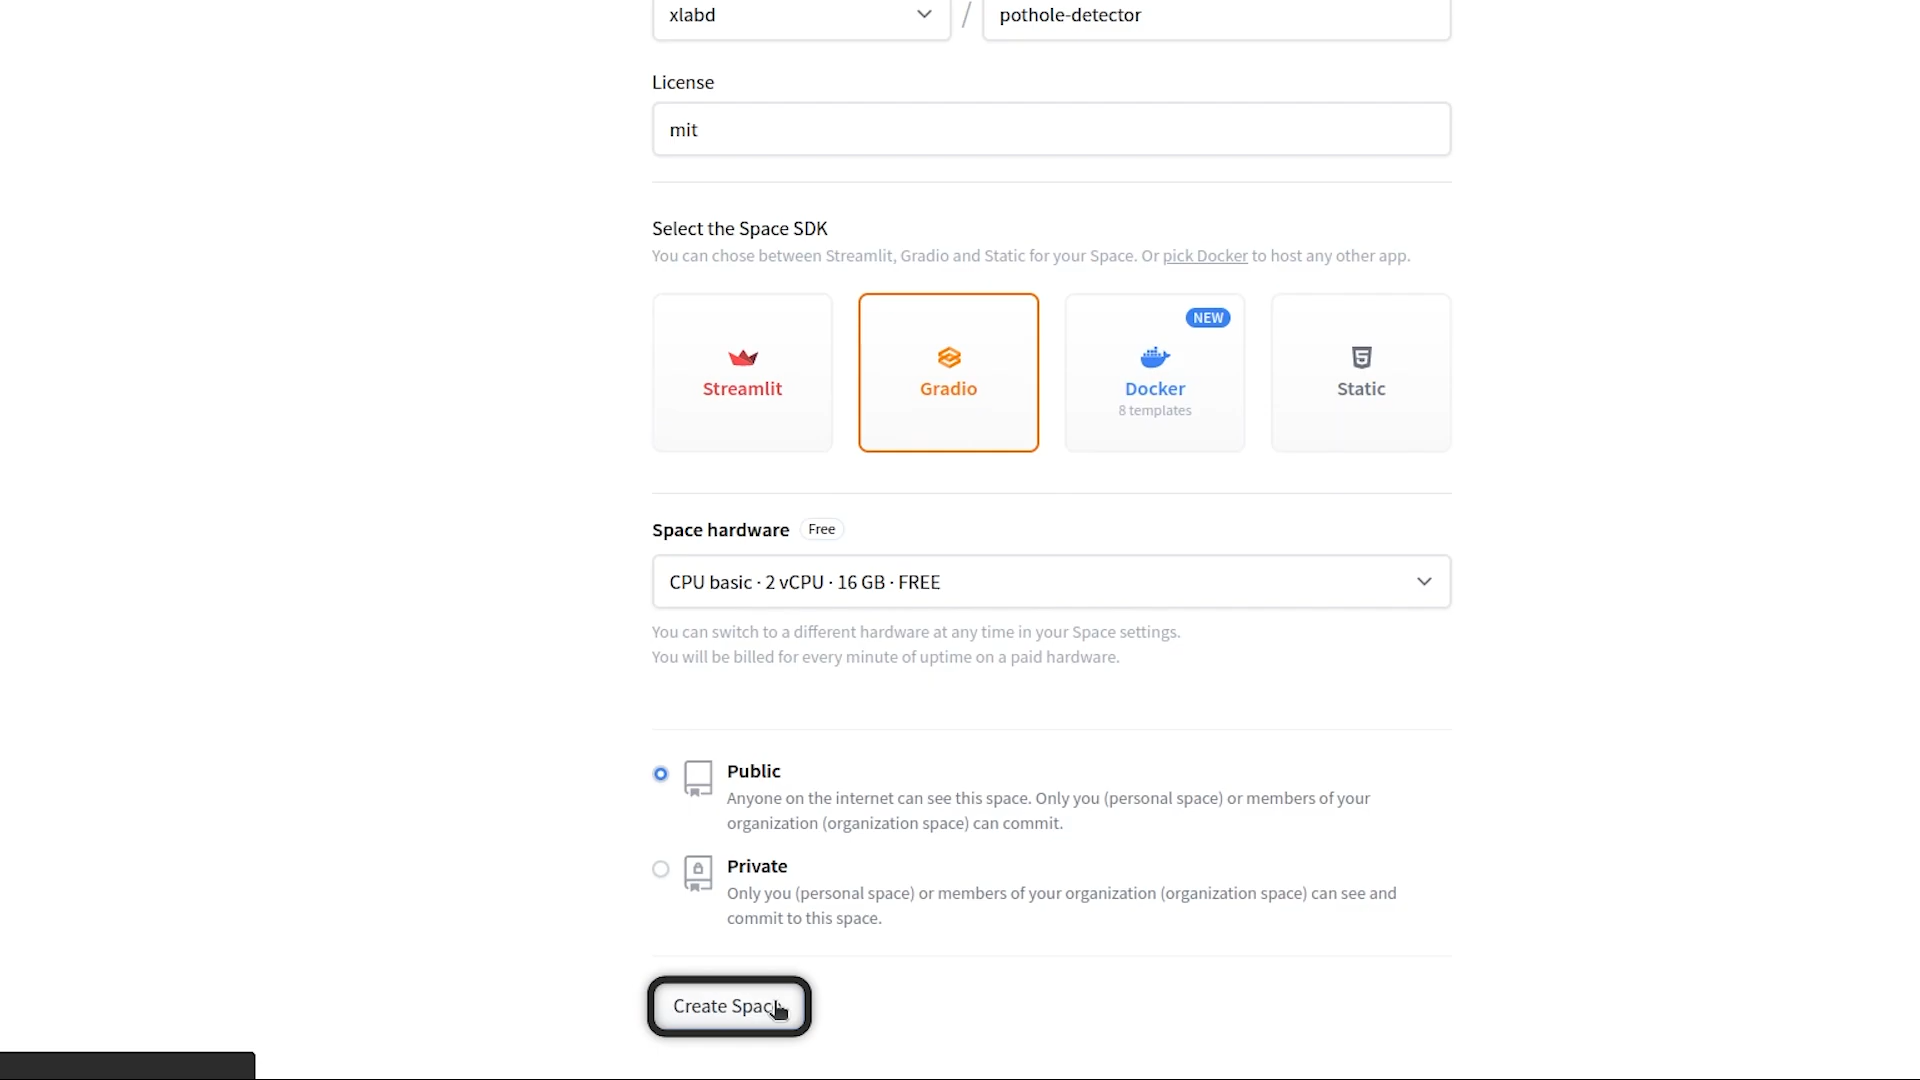 xlabd / pothole-detector
License
mit
Select the Space SDK
You can chose between Streamlit, Gradio and Static for your Space. Or pick Docker to host any other app.
NEW
Streamlit Gradio Docker Static
8 templates
Space hardware Free
CPU basic · 2 vCPU · 16 GB · FREE
You can switch to a different hardware at any time in your Space settings.
You will be billed for every minute of uptime on a paid hardware.
Public
Anyone on the internet can see this space. Only you (personal space) or members of your
organization (organization space) can commit.
Private
Only you (personal space) or members of your organization (organization space) can see and
commit to this space.
Create Space